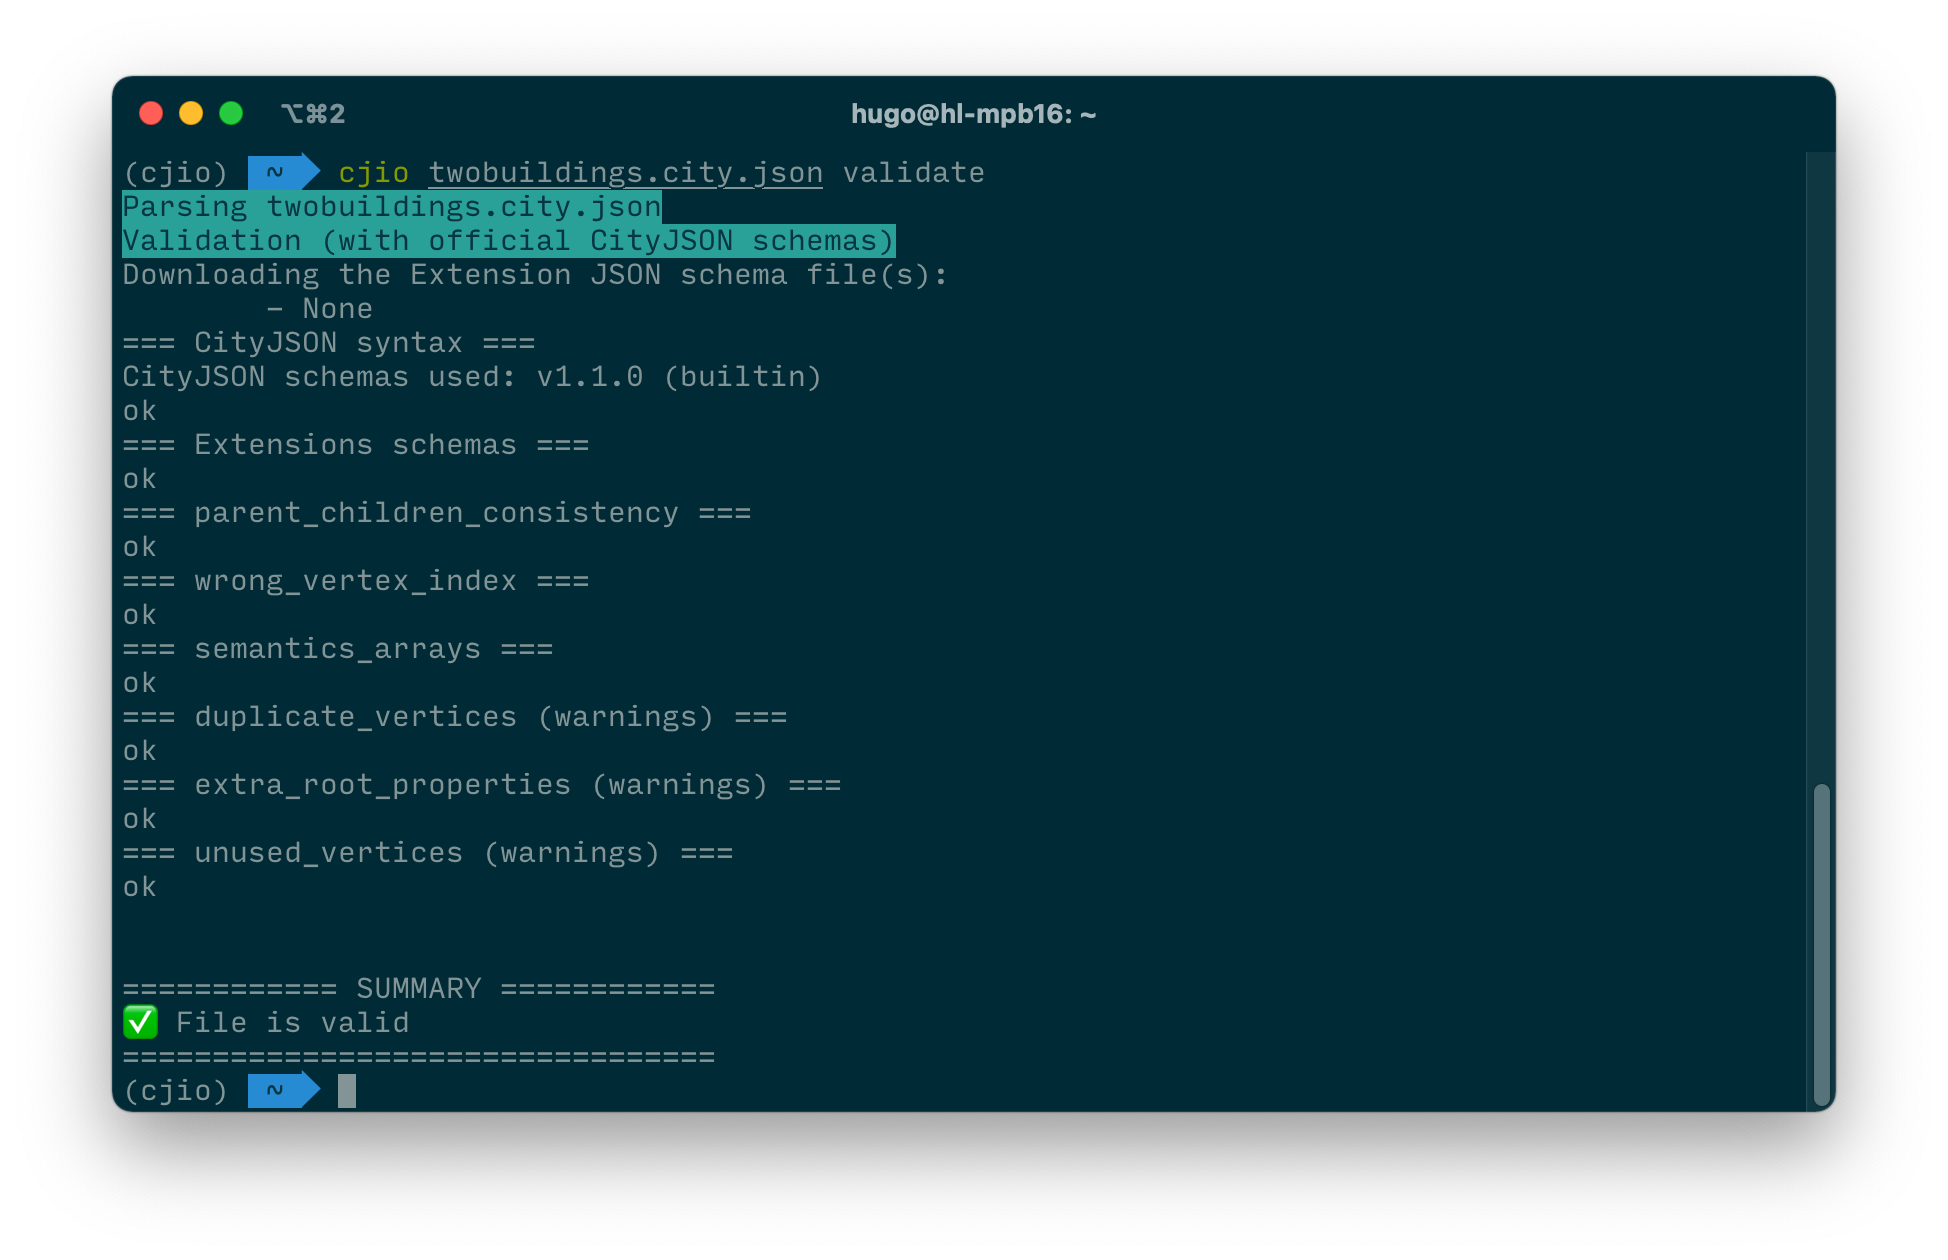 ⌥⌘2 hugo@hl-mpb16: ~
(cjio) ~ cjio twobuildings.city.json validate
Parsing twobuildings.city.json
Validation (with official CityJSON schemas)
Downloading the Extension JSON schema file(s):
- None
=== CityJSON syntax ===
CityJSON schemas used: v1.1.0 (builtin)
ok
=== Extensions schemas ===
ok
=== parent_children_consistency ===
ok
=== wrong_vertex_index ===
ok
=== semantics_arrays ===
ok
=== duplicate_vertices (warnings) ===
ok
=== extra_root_properties (warnings) ===
ok
=== unused_vertices (warnings) ===
ok
============ SUMMARY ============
✅ File is valid
=================================
(cjio) ~